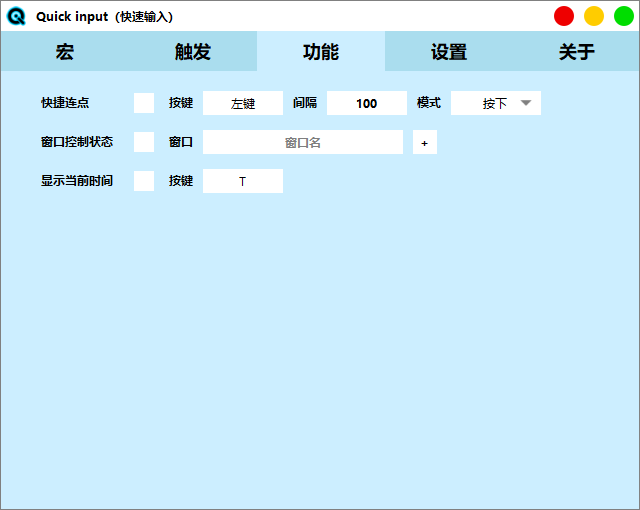 Quick input (快速输入)
宏 触发 功能 设置 关于
快捷连点 按键 左键 间隔 100 模式 按下
窗口控制状态 窗口 窗口名 +
显示当前时间 按键 T